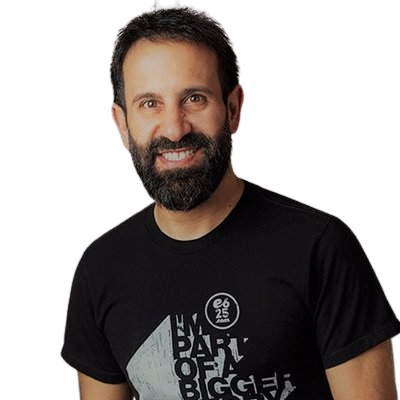 e6
25
.com
I'M
PART
OF A
BIGGER